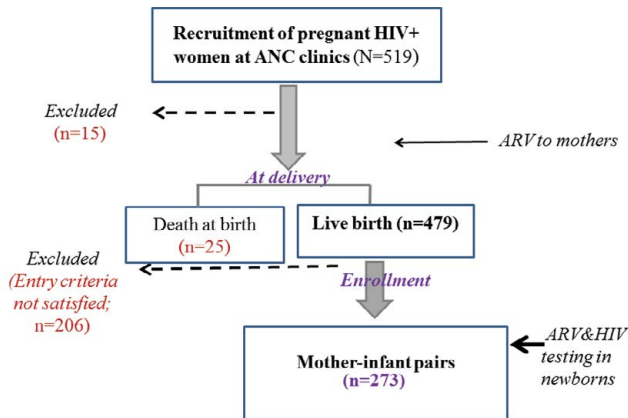 Recruitment of pregnant HIV+
women at ANC clinics (N=519)
Excluded
(n=15)
ARV to mothers
At delivery
Death at birth
(n=25)
Live birth (n=479)
Excluded
(Entry criteria
not satisfied;
n=206)
Enrollment
Mother-infant pairs
(n=273)
ARV&HIV
testing in
newborns